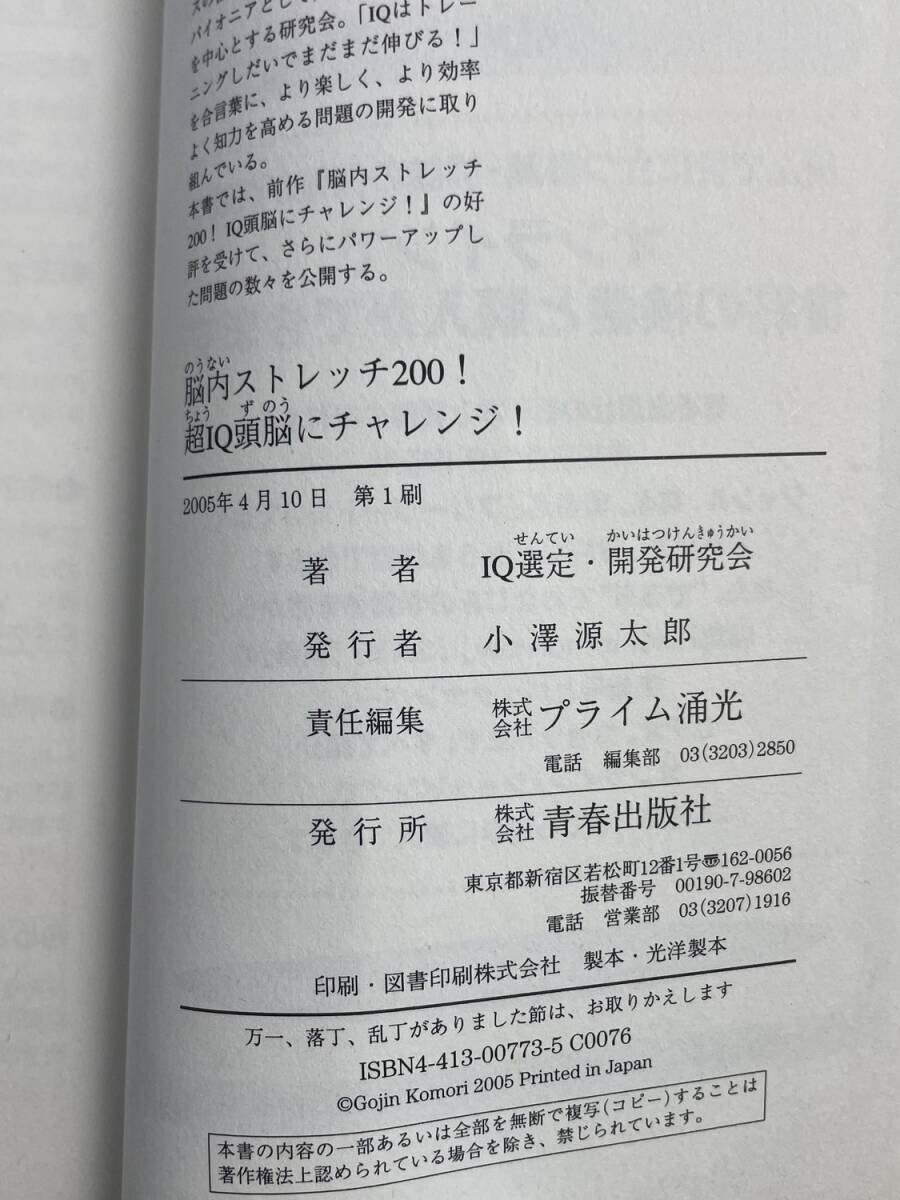 パイオニアとして
を中心とする研究会。「IQはトレー
ニングしだいでまだまだ伸びる！」
を合言葉に、より楽しく、より効率
よく知力を高める問題の開発に取り
組んでいる。
本書では、前作『脳内ストレッチ
200！IQ頭脳にチャレンジ！』の好
評を受けて、さらにパワーアップし
た問題の数々を公開する。
のうない
脳内ストレッチ200！
ちょう ず のう
超IQ頭脳にチャレンジ！
2005年4月10日 第1刷
せんてい かいはつけんきゅうかい
著者 IQ選定・開発研究会
発行者 小澤源太郎
責任編集 株式会社 プライム涌光
電話 編集部 03(3203)2850
発行所 株式会社 青春出版社
東京都新宿区若松町12番1号〠162-0056
振替番号 00190-7-98602
電話 営業部 03(3207)1916
印刷・図書印刷株式会社 製本・光洋製本
万一、落丁、乱丁がありました節は、お取りかえします
ISBN4-413-00773-5 C0076
©Gojin Komori 2005 Printed in Japan
本書の内容の一部あるいは全部を無断で複写(コピー)することは
著作権法上認められている場合を除き、禁じられています。